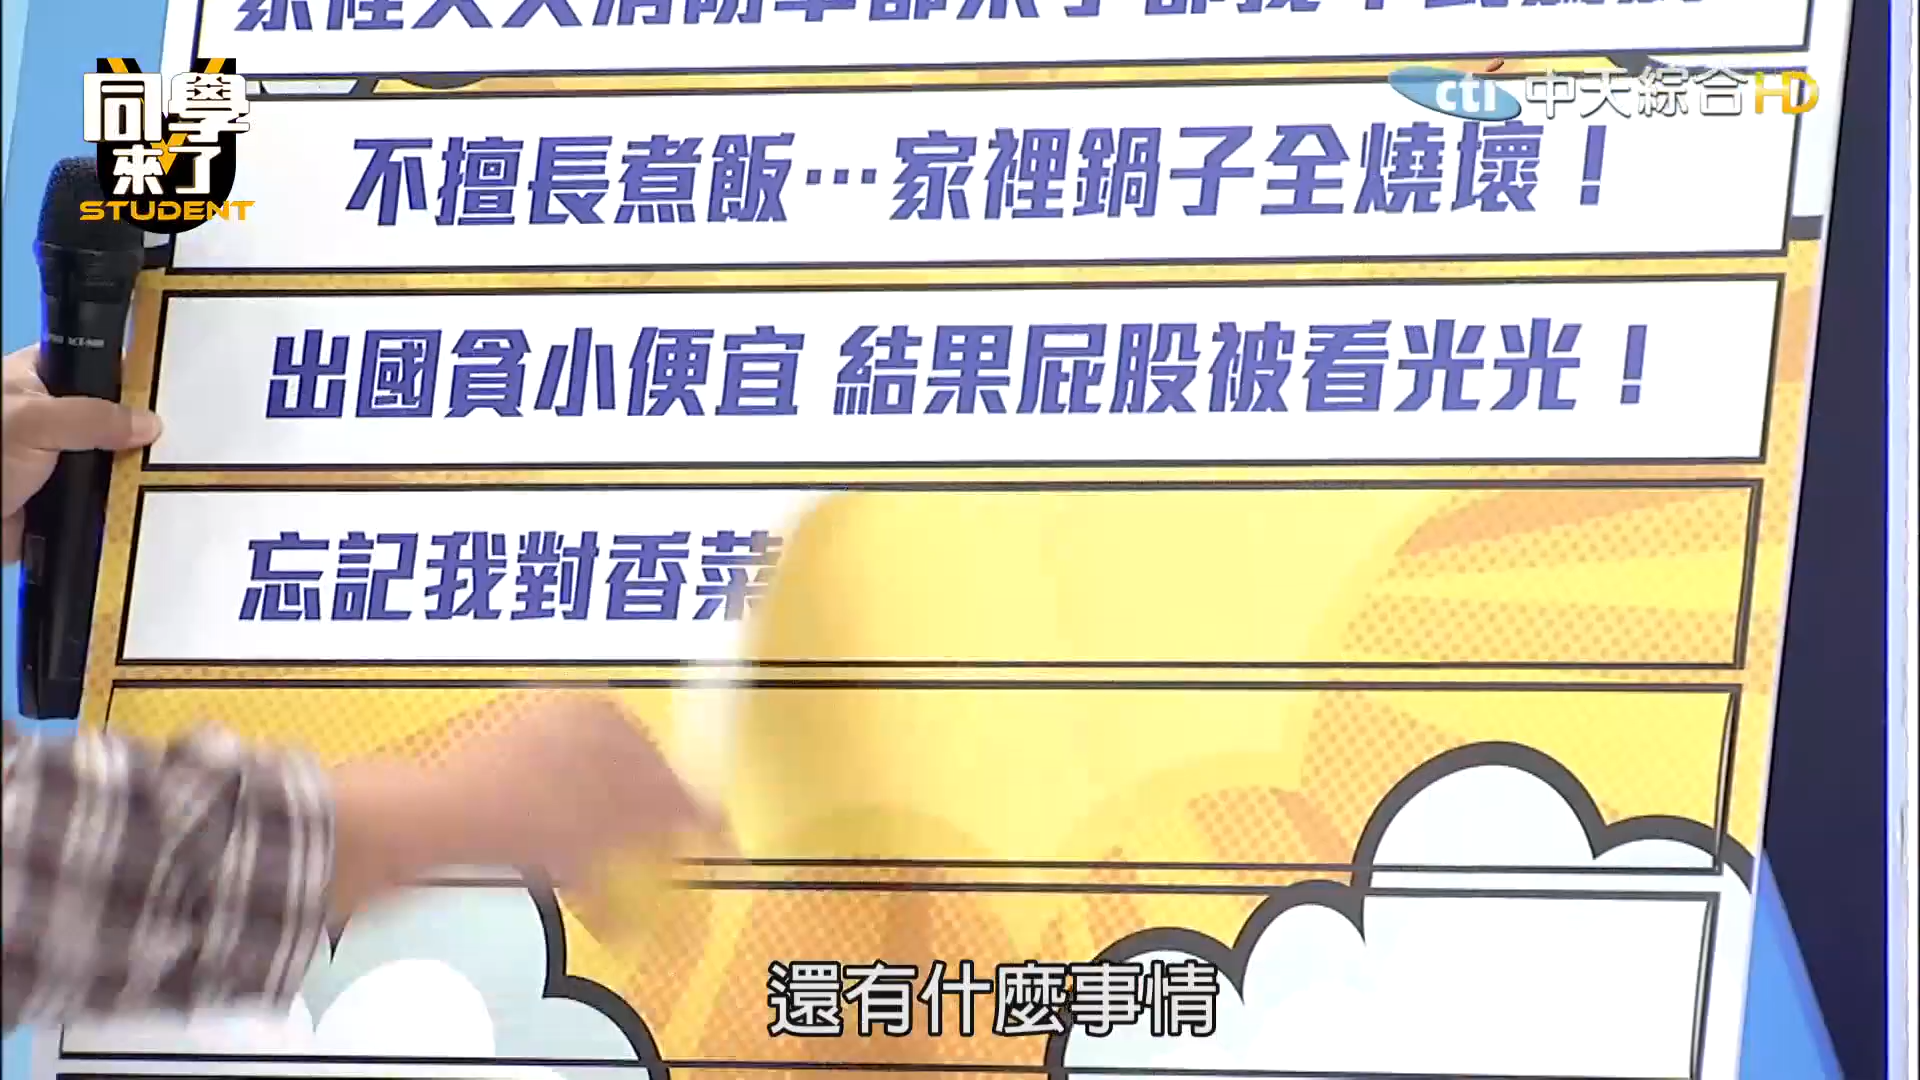 同學
來了
STUDENT
cti 中天綜合HD
不擅長煮飯…家裡鍋子全燒壞！
出國貪小便宜 結果屁股被看光光！
忘記我對香菜
還有什麼事情